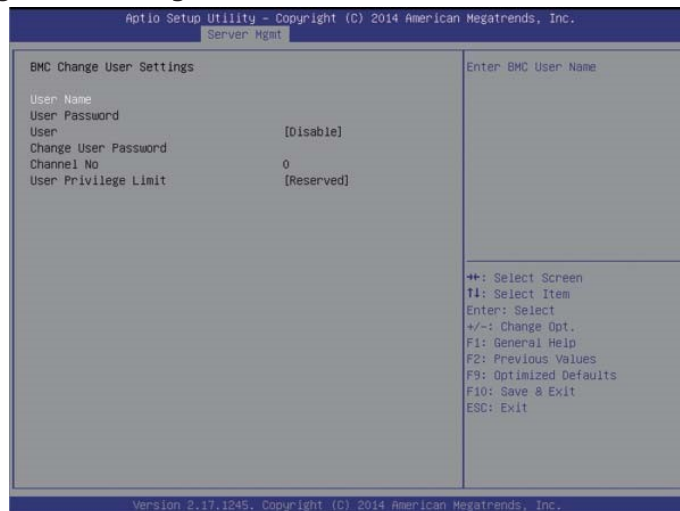 Aptio Setup Utility – Copyright (C) 2014 American Megatrends, Inc.
Server Mgmt
BMC Change User Settings
User Name
User Password
User [Disable]
Change User Password
Channel No 0
User Privilege Limit [Reserved]
Enter BMC User Name
→←: Select Screen
↑↓: Select Item
Enter: Select
+/-: Change Opt.
F1: General Help
F2: Previous Values
F9: Optimized Defaults
F10: Save & Exit
ESC: Exit
Version 2.17.1245. Copyright (C) 2014 American Megatrends, Inc.